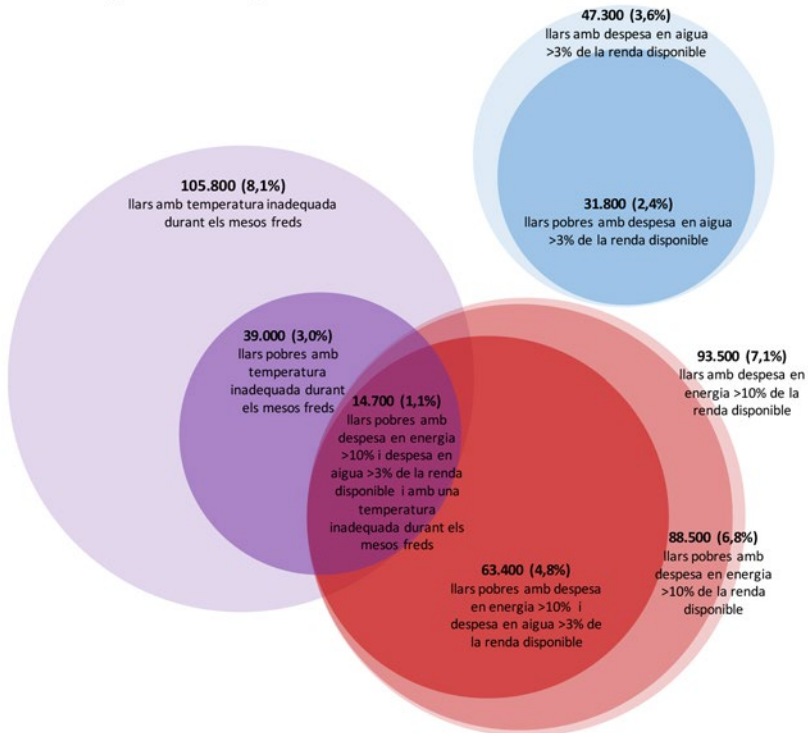 47.300 (3,6%)
llars amb despesa en aigua
>3% de la renda disponible
31.800 (2,4%)
llars pobres amb despesa en aigua
>3% de la renda disponible
105.800 (8,1%)
llars amb temperatura inadequada
durant els mesos freds
39.000 (3,0%)
llars pobres amb
temperatura
inadequada durant
els mesos freds
14.700 (1,1%)
llars pobres amb
despesa en energia
>10% i despesa en
aigua >3% de la renda
disponible i amb una
temperatura
inadequada durant els
mesos freds
93.500 (7,1%)
llars amb despesa en
energia >10% de la
renda disponible
88.500 (6,8%)
llars pobres amb
despesa en energia
>10% de la renda
disponible
63.400 (4,8%)
llars pobres amb despesa
en energia >10% i
despesa en aigua >3% de
la renda disponible